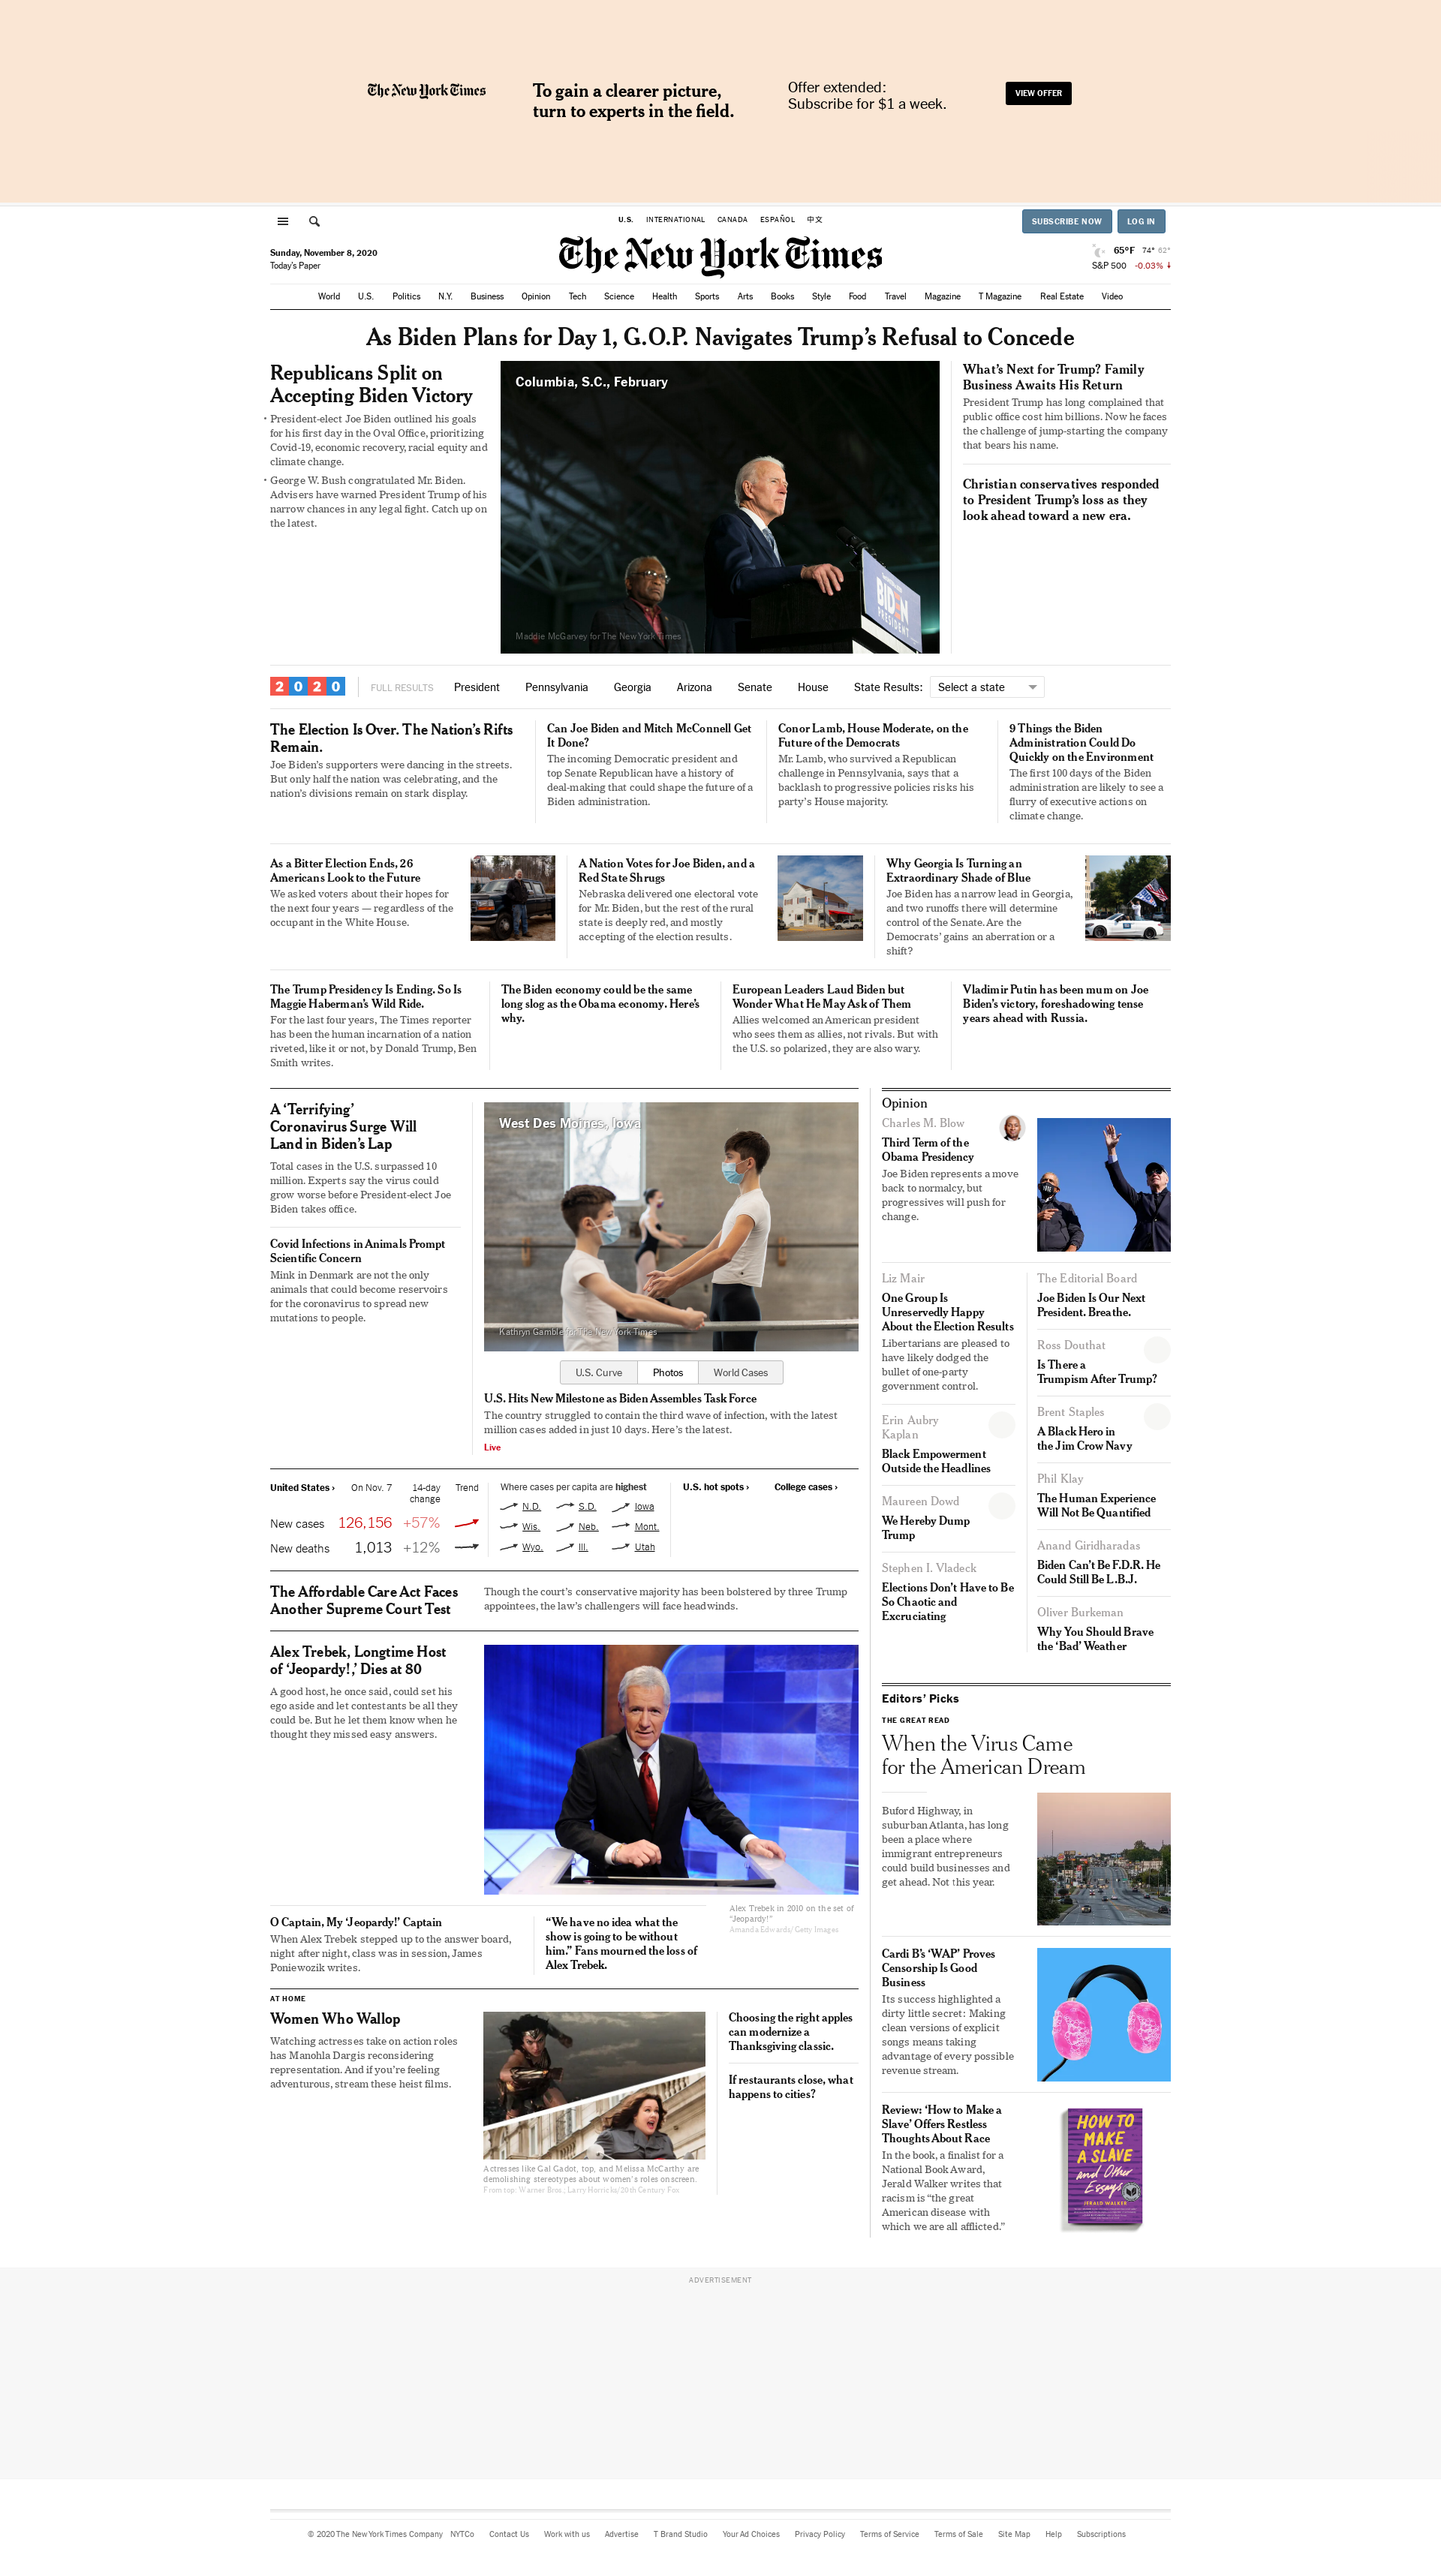 The New York Times
To gain a clearer picture,
turn to experts in the field.
Offer extended:
Subscribe for $1 a week.
VIEW OFFER
U.S. INTERNATIONAL CANADA ESPAÑOL 中文
SUBSCRIBE NOW LOG IN
Sunday, November 8, 2020
Today's Paper
The New York Times
65°F 74° 62°
S&P 500 -0.03%
World U.S. Politics N.Y. Business Opinion Tech Science Health Sports Arts Books Style Food Travel Magazine T Magazine Real Estate Video
As Biden Plans for Day 1, G.O.P. Navigates Trump's Refusal to Concede
Republicans Split on
Accepting Biden Victory
• President-elect Joe Biden outlined his goals
for his first day in the Oval Office, prioritizing
Covid-19, economic recovery, racial equity and
climate change.
• George W. Bush congratulated Mr. Biden.
Advisers have warned President Trump of his
narrow chances in any legal fight. Catch up on
the latest.
Columbia, S.C., February
BIDEN
PRESIDENT
Maddie McGarvey for The New York Times
What's Next for Trump? Family
Business Awaits His Return
President Trump has long complained that
public office cost him billions. Now he faces
the challenge of jump-starting the company
that bears his name.
Christian conservatives responded
to President Trump's loss as they
look ahead toward a new era.
2020 FULL RESULTS President Pennsylvania Georgia Arizona Senate House State Results: Select a state
The Election Is Over. The Nation's Rifts
Remain.
Joe Biden's supporters were dancing in the streets.
But only half the nation was celebrating, and the
nation's divisions remain on stark display.
Can Joe Biden and Mitch McConnell Get
It Done?
The incoming Democratic president and
top Senate Republican have a history of
deal-making that could shape the future of a
Biden administration.
Conor Lamb, House Moderate, on the
Future of the Democrats
Mr. Lamb, who survived a Republican
challenge in Pennsylvania, says that a
backlash to progressive policies risks his
party's House majority.
9 Things the Biden
Administration Could Do
Quickly on the Environment
The first 100 days of the Biden
administration are likely to see a
flurry of executive actions on
climate change.
As a Bitter Election Ends, 26
Americans Look to the Future
We asked voters about their hopes for
the next four years — regardless of the
occupant in the White House.
A Nation Votes for Joe Biden, and a
Red State Shrugs
Nebraska delivered one electoral vote
for Mr. Biden, but the rest of the rural
state is deeply red, and mostly
accepting of the election results.
Why Georgia Is Turning an
Extraordinary Shade of Blue
Joe Biden has a narrow lead in Georgia,
and two runoffs there will determine
control of the Senate. Are the
Democrats' gains an aberration or a
shift?
The Trump Presidency Is Ending. So Is
Maggie Haberman's Wild Ride.
For the last four years, The Times reporter
has been the human incarnation of a nation
riveted, like it or not, by Donald Trump, Ben
Smith writes.
The Biden economy could be the same
long slog as the Obama economy. Here's
why.
European Leaders Laud Biden but
Wonder What He May Ask of Them
Allies welcomed an American president
who sees them as allies, not rivals. But with
the U.S. so polarized, they are also wary.
Vladimir Putin has been mum on Joe
Biden's victory, foreshadowing tense
years ahead with Russia.
A 'Terrifying'
Coronavirus Surge Will
Land in Biden's Lap
Total cases in the U.S. surpassed 10
million. Experts say the virus could
grow worse before President-elect Joe
Biden takes office.
Covid Infections in Animals Prompt
Scientific Concern
Mink in Denmark are not the only
animals that could become reservoirs
for the coronavirus to spread new
mutations to people.
West Des Moines, Iowa
Kathryn Gamble for The New York Times
U.S. Curve Photos World Cases
U.S. Hits New Milestone as Biden Assembles Task Force
The country struggled to contain the third wave of infection, with the latest
million cases added in just 10 days. Here's the latest.
Live
United States › On Nov. 7 14-day
change Trend
New cases 126,156 +57%
New deaths 1,013 +12%
Where cases per capita are highest
N.D. S.D. Iowa
Wis. Neb. Mont.
Wyo. Ill. Utah
U.S. hot spots › College cases ›
The Affordable Care Act Faces
Another Supreme Court Test
Though the court's conservative majority has been bolstered by three Trump
appointees, the law's challengers will face headwinds.
Alex Trebek, Longtime Host
of 'Jeopardy!,' Dies at 80
A good host, he once said, could set his
ego aside and let contestants be all they
could be. But he let them know when he
thought they missed easy answers.
Alex Trebek in 2010 on the set of
"Jeopardy!"
Amanda Edwards/Getty Images
O Captain, My 'Jeopardy!' Captain
When Alex Trebek stepped up to the answer board,
night after night, class was in session, James
Poniewozik writes.
"We have no idea what the
show is going to be without
him." Fans mourned the loss of
Alex Trebek.
AT HOME
Women Who Wallop
Watching actresses take on action roles
has Manohla Dargis reconsidering
representation. And if you're feeling
adventurous, stream these heist films.
Actresses like Gal Gadot, top, and Melissa McCarthy are
demolishing stereotypes about women's roles onscreen.
From top: Warner Bros.; Larry Horricks/20th Century Fox
Choosing the right apples
can modernize a
Thanksgiving classic.
If restaurants close, what
happens to cities?
Opinion
Charles M. Blow
Third Term of the
Obama Presidency
Joe Biden represents a move
back to normalcy, but
progressives will push for
change.
Liz Mair
One Group Is
Unreservedly Happy
About the Election Results
Libertarians are pleased to
have likely dodged the
bullet of one-party
government control.
Erin Aubry
Kaplan
Black Empowerment
Outside the Headlines
Maureen Dowd
We Hereby Dump
Trump
Stephen I. Vladeck
Elections Don't Have to Be
So Chaotic and
Excruciating
The Editorial Board
Joe Biden Is Our Next
President. Breathe.
Ross Douthat
Is There a
Trumpism After Trump?
Brent Staples
A Black Hero in
the Jim Crow Navy
Phil Klay
The Human Experience
Will Not Be Quantified
Anand Giridharadas
Biden Can't Be F.D.R. He
Could Still Be L.B.J.
Oliver Burkeman
Why You Should Brave
the 'Bad' Weather
Editors' Picks
THE GREAT READ
When the Virus Came
for the American Dream
Buford Highway, in
suburban Atlanta, has long
been a place where
immigrant entrepreneurs
could build businesses and
get ahead. Not this year.
Cardi B's 'WAP' Proves
Censorship Is Good
Business
Its success highlighted a
dirty little secret: Making
clean versions of explicit
songs means taking
advantage of every possible
revenue stream.
Review: 'How to Make a
Slave' Offers Restless
Thoughts About Race
In the book, a finalist for a
National Book Award,
Jerald Walker writes that
racism is "the great
American disease with
which we are all afflicted."
HOW TO
MAKE
A SLAVE
and Other
Essays
JERALD WALKER
ADVERTISEMENT
© 2020 The New York Times Company NYTCo Contact Us Work with us Advertise T Brand Studio Your Ad Choices Privacy Policy Terms of Service Terms of Sale Site Map Help Subscriptions